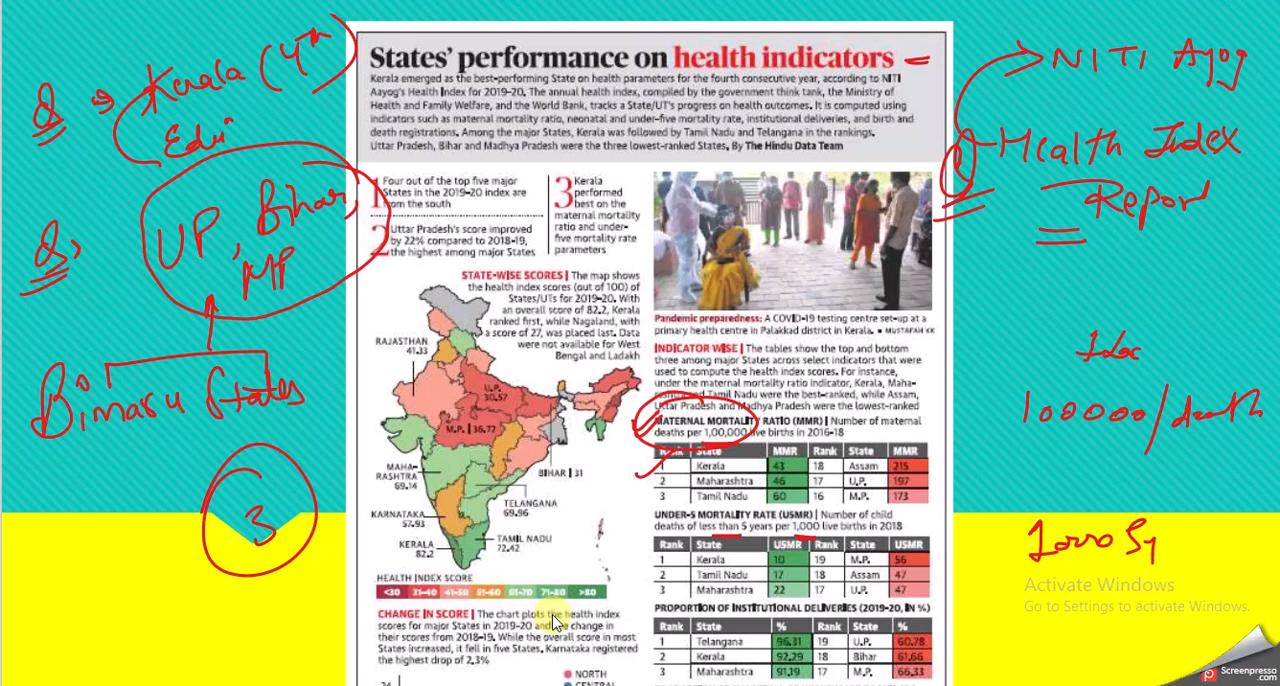 States' performance on health indicators
Kerala emerged as the best-performing State on health parameters for the fourth consecutive year, according to NITI
Aayog's Health Index for 2019-20. The annual health index, compiled by the government think tank, the Ministry of
Health and Family Welfare, and the World Bank, tracks a State/UT's progress on health outcomes. It is computed using
indicators such as maternal mortality ratio, neonatal and under-five mortality rate, institutional deliveries, and birth and
death registrations. Among the major States, Kerala was followed by Tamil Nadu and Telangana in the rankings.
Uttar Pradesh, Bihar and Madhya Pradesh were the three lowest-ranked States. By The Hindu Data Team
Q Kerala (4th
Q. UP, Bihar,
MP
Bimaru States
3
1 Four out of the top five major
States in the 2019-20 index are
from the south
2 Uttar Pradesh's score improved
by 22% compared to 2018-19,
the highest among major States
3 Kerala
performed
best on the
maternal mortality
ratio and under-
five mortality rate
parameters
STATE-WISE SCORES | The map shows
the health index scores (out of 100) of
States/UTs for 2019-20. With
an overall score of 82.2, Kerala
ranked first, while Nagaland, with
a score of 27, was placed last. Data
were not available for West
Bengal and Ladakh
RAJASTHAN
41.33
U.P.
30.57
M.P. | 36.72
BIHAR | 31
MAHA-
RASHTRA
69.14
TELANGANA
69.96
KARNATAKA
57.93
TAMIL NADU
72.42
KERALA
82.2
HEALTH INDEX SCORE
<30 31-40 41-50 51-60 61-70 71-80 >80
CHANGE IN SCORE | The chart plots the health index
scores for major States in 2019-20 and the change in
their scores from 2018-19. While the overall score in most
States increased, it fell in five States. Karnataka registered
the highest drop of 2.3%
NORTH
CENTRAL
24
Pandemic preparedness: A COVID-19 testing centre set-up at a
primary health centre in Palakkad district in Kerala. ■ MUSTAFAH KK
INDICATOR WISE | The tables show the top and bottom
three among major States across select indicators that were
used to compute the health index scores. For instance,
under the maternal mortality ratio indicator, Kerala, Maha-
and Tamil Nadu were the best-ranked, while Assam,
Uttar Pradesh and Madhya Pradesh were the lowest-ranked
MATERNAL MORTALITY RATIO (MMR) | Number of maternal
deaths per 1,00,000 live births in 2016-18
Rank State MMR Rank State MMR
1 Kerala 43 18 Assam 215
2 Maharashtra 46 17 U.P. 197
3 Tamil Nadu 60 16 M.P. 173
UNDER-5 MORTALITY RATE (U5MR) | Number of child
deaths of less than 5 years per 1,000 live births in 2018
Rank State U5MR Rank State U5MR
1 Kerala 10 19 M.P. 56
2 Tamil Nadu 17 18 Assam 47
3 Maharashtra 22 17 U.P. 47
PROPORTION OF INSTITUTIONAL DELIVERIES (2019-20, IN %)
Rank State % Rank State %
1 Telangana 96.31 19 U.P. 60.78
2 Kerala 92.29 18 Bihar 61.66
3 Maharashtra 91.19 17 M.P. 66.33
NITI Ayog
Health Index
Report
100000/death
Activate Windows
Go to Settings to activate Windows.
Screenpresso